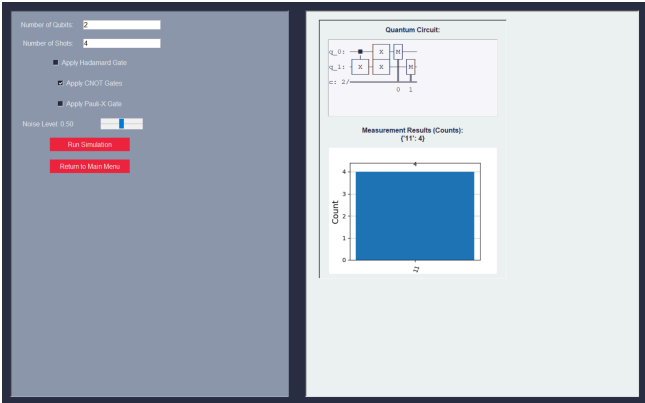 Number of Qubits: 2
Number of Shots: 4
Apply Hadamard Gate
Apply CNOT Gates
Apply Pauli-X Gate
Noise Level: 0.50
Run Simulation
Return to Main Menu
Quantum Circuit:
q_0: X M
q_1: X X M
c: 2/
0 1
Measurement Results (Counts):
{'11': 4}
4
4
3
2
1
0
Count
11